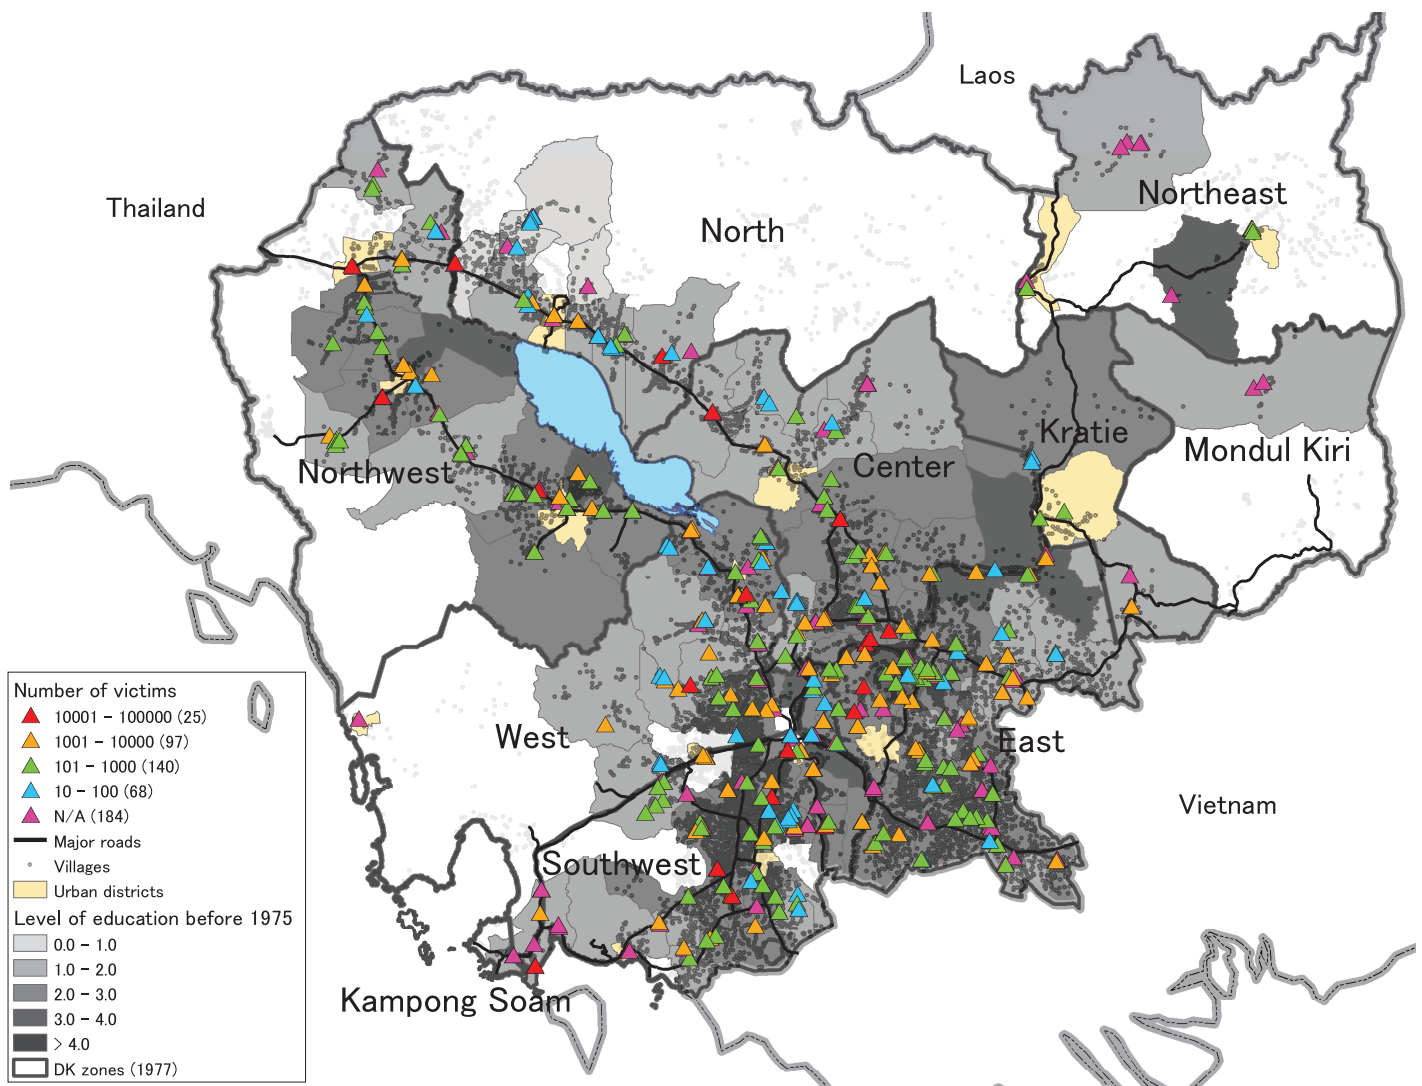 Laos
Thailand
Northeast
North
Kratie
Mondul Kiri
Center
Northwest
West
East
Vietnam
Southwest
Kampong Soam
Number of victims
10001 - 100000 (25)
1001 - 10000 (97)
101 - 1000 (140)
10 - 100 (68)
N/A (184)
Major roads
Villages
Urban districts
Level of education before 1975
0.0 - 1.0
1.0 - 2.0
2.0 - 3.0
3.0 - 4.0
> 4.0
DK zones (1977)